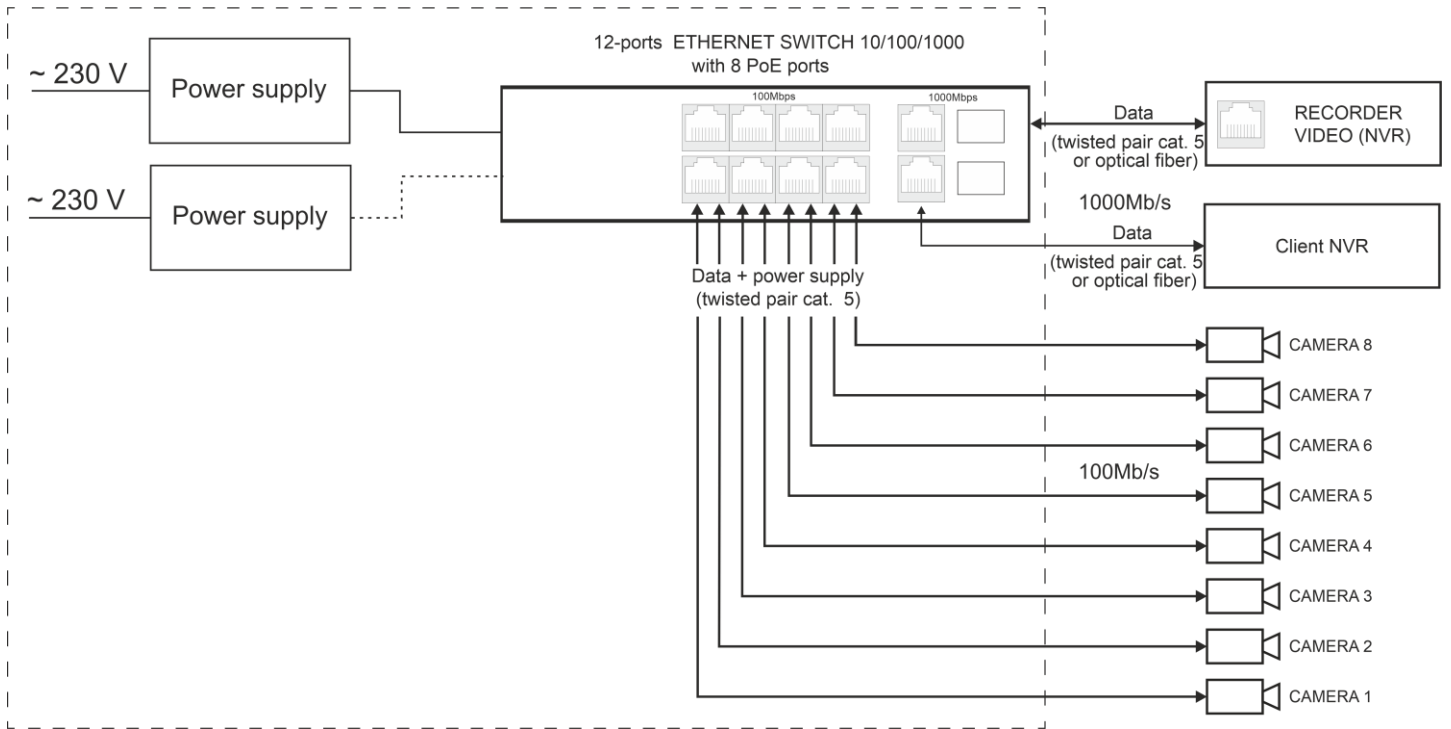 12-ports ETHERNET SWITCH 10/100/1000
with 8 PoE ports
~ 230 V
Power supply
100Mbps
1000Mbps
Data
(twisted pair cat. 5
or optical fiber)
RECORDER
VIDEO (NVR)
~ 230 V
Power supply
1000Mb/s
Data
(twisted pair cat. 5
or optical fiber)
Client NVR
Data + power supply
(twisted pair cat. 5)
CAMERA 8
CAMERA 7
CAMERA 6
100Mb/s
CAMERA 5
CAMERA 4
CAMERA 3
CAMERA 2
CAMERA 1